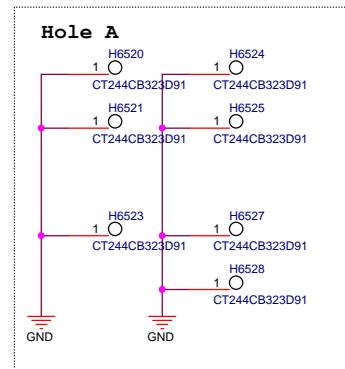 Hole A
H6520
1
CT244CB323D91
H6524
1
CT244CB323D91
H6521
1
CT244CB323D91
H6525
1
CT244CB323D91
H6523
1
CT244CB323D91
H6527
1
CT244CB323D91
H6528
1
CT244CB323D91
GND
GND